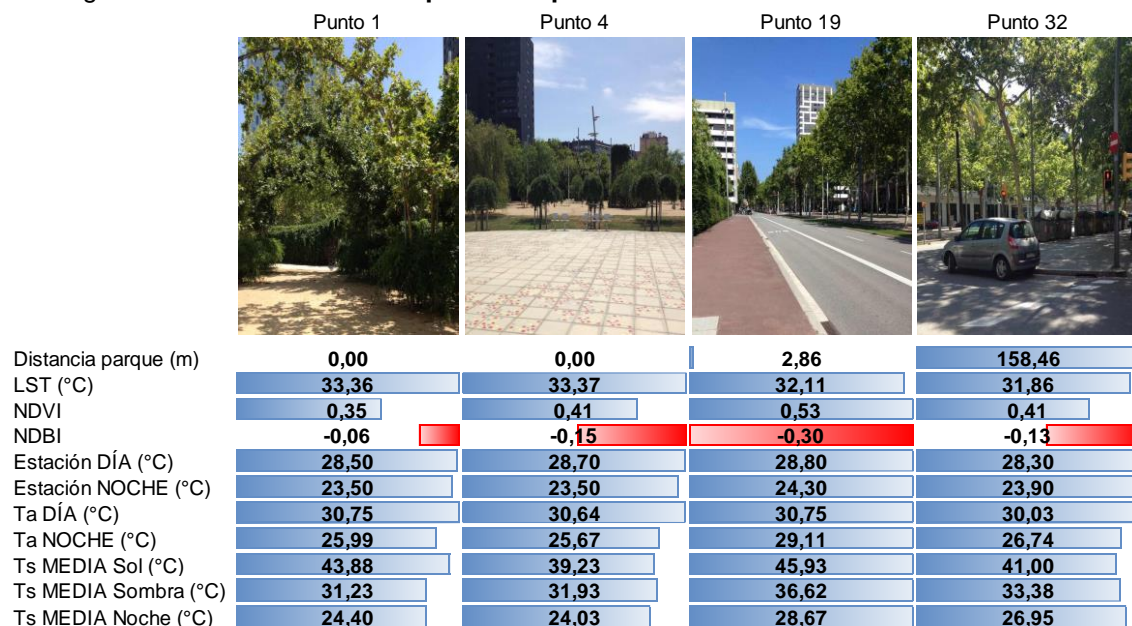 Punto 1 Punto 4 Punto 19 Punto 32
Distancia parque (m) 0,00 0,00 2,86 158,46
LST (°C) 33,36 33,37 32,11 31,86
NDVI 0,35 0,41 0,53 0,41
NDBI -0,06 -0,15 -0,30 -0,13
Estación DÍA (°C) 28,50 28,70 28,80 28,30
Estación NOCHE (°C) 23,50 23,50 24,30 23,90
Ta DÍA (°C) 30,75 30,64 30,75 30,03
Ta NOCHE (°C) 25,99 25,67 29,11 26,74
Ts MEDIA Sol (°C) 43,88 39,23 45,93 41,00
Ts MEDIA Sombra (°C) 31,23 31,93 36,62 33,38
Ts MEDIA Noche (°C) 24,40 24,03 28,67 26,95